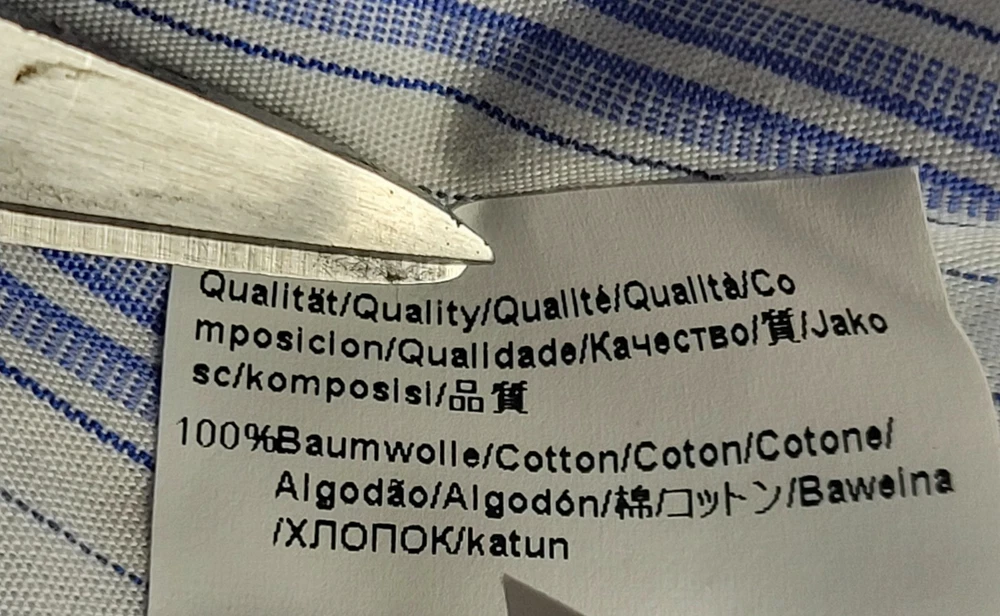 Qualität/Quality/Qualité/Qualità/Co
mposicion/Qualidade/Качество/質/Jako
sc/komposisi/品質
100%Baumwolle/Cotton/Coton/Cotone/
Algodão/Algodón/棉/コットン/Baweina
/ХЛОПОК/katun